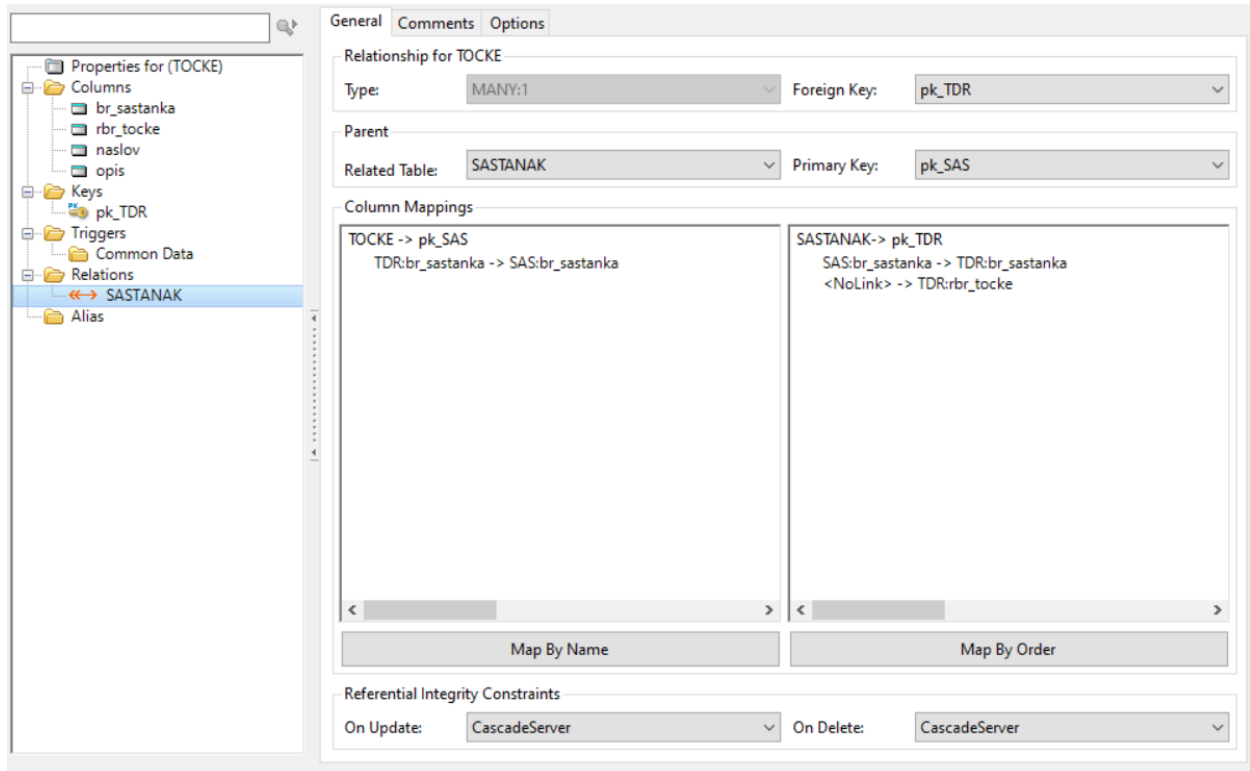 Properties for (TOCKE)
Columns
br_sastanka
rbr_tocke
naslov
opis
Keys
pk_TDR
Triggers
Common Data
Relations
SASTANAK
Alias
General Comments Options
Relationship for TOCKE
Type: MANY:1 Foreign Key: pk_TDR
Parent
Related Table: SASTANAK Primary Key: pk_SAS
Column Mappings
TOCKE -> pk_SAS
TDR:br_sastanka -> SAS:br_sastanka
SASTANAK-> pk_TDR
SAS:br_sastanka -> TDR:br_sastanka
<NoLink> -> TDR:rbr_tocke
Map By Name Map By Order
Referential Integrity Constraints
On Update: CascadeServer On Delete: CascadeServer